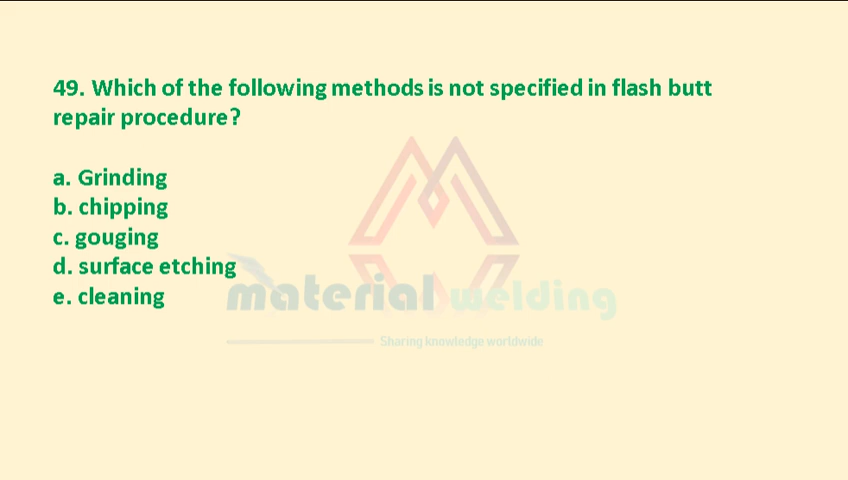 49. Which of the following methods is not specified in flash butt
repair procedure?
a. Grinding
b. chipping
c. gouging
d. surface etching
e. cleaning
material welding
Sharing knowledge worldwide